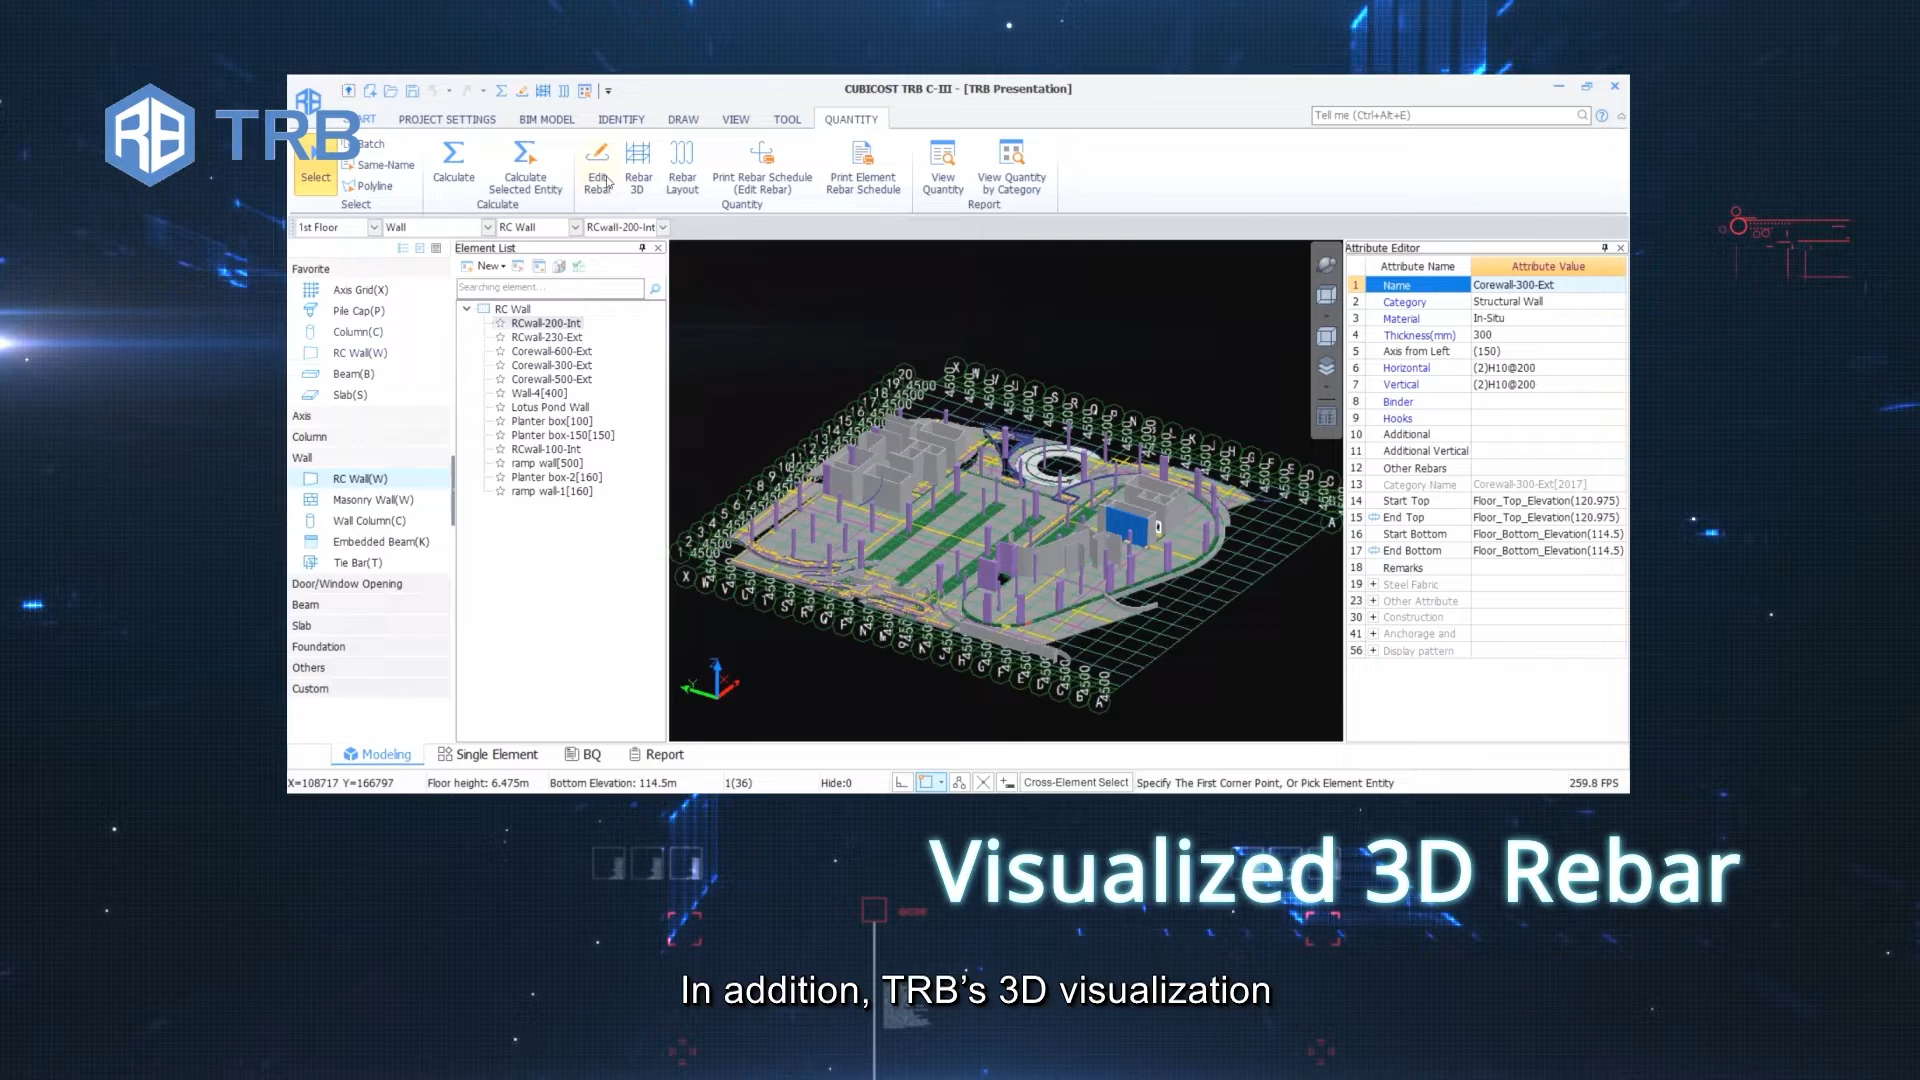 TRB
CUBICOST TRB C-III - [TRB Presentation]
PROJECT SETTINGS
BIM MODEL
IDENTIFY
DRAW
VIEW
TOOL
QUANTITY
Tell me (Ctrl+Alt+E)
Select
Batch
Same-Name
Polyline
Select
Calculate
Calculate
Selected Entity
Calculate
Edit
Rebar
Rebar
3D
Rebar
Layout
Print Rebar Schedule
(Edit Rebar)
Print Element
Rebar Schedule
Quantity
View
Quantity
View Quantity
by Category
Report
1st Floor
Wall
RC Wall
RCwall-200-Int
Favorite
Axis Grid(X)
Pile Cap(P)
Column(C)
RC Wall(W)
Beam(B)
Slab(S)
Axis
Column
Wall
RC Wall(W)
Masonry Wall(W)
Wall Column(C)
Embedded Beam(K)
Tie Bar(T)
Door/Window Opening
Beam
Slab
Foundation
Others
Custom
Element List
New
Searching element...
RC Wall
RCwall-200-Int
RCwall-230-Ext
Corewall-600-Ext
Corewall-300-Ext
Corewall-500-Ext
Wall-4[400]
Lotus Pond Wall
Planter box[100]
Planter box-150[150]
RCwall-100-Int
ramp wall[500]
Planter box-2[160]
ramp wall-1[160]
Attribute Editor
Attribute Name Attribute Value
1 Name Corewall-300-Ext
2 Category Structural Wall
3 Material In-Situ
4 Thickness(mm) 300
5 Axis from Left (150)
6 Horizontal (2)H10@200
7 Vertical (2)H10@200
8 Binder
9 Hooks
10 Additional
11 Additional Vertical
12 Other Rebars
13 Category Name Corewall-300-Ext[2017]
14 Start Top Floor_Top_Elevation(120.975)
15 End Top Floor_Top_Elevation(120.975)
16 Start Bottom Floor_Bottom_Elevation(114.5)
17 End Bottom Floor_Bottom_Elevation(114.5)
18 Remarks
19 + Steel Fabric
23 + Other Attribute
30 + Construction
41 + Anchorage and
56 + Display pattern
Modeling
Single Element
BQ
Report
X=108717 Y=166797
Floor height: 6.475m
Bottom Elevation: 114.5m
1(36)
Hide:0
Cross-Element Select
Specify The First Corner Point, Or Pick Element Entity
259.8 FPS
Visualized 3D Rebar
In addition, TRB’s 3D visualization